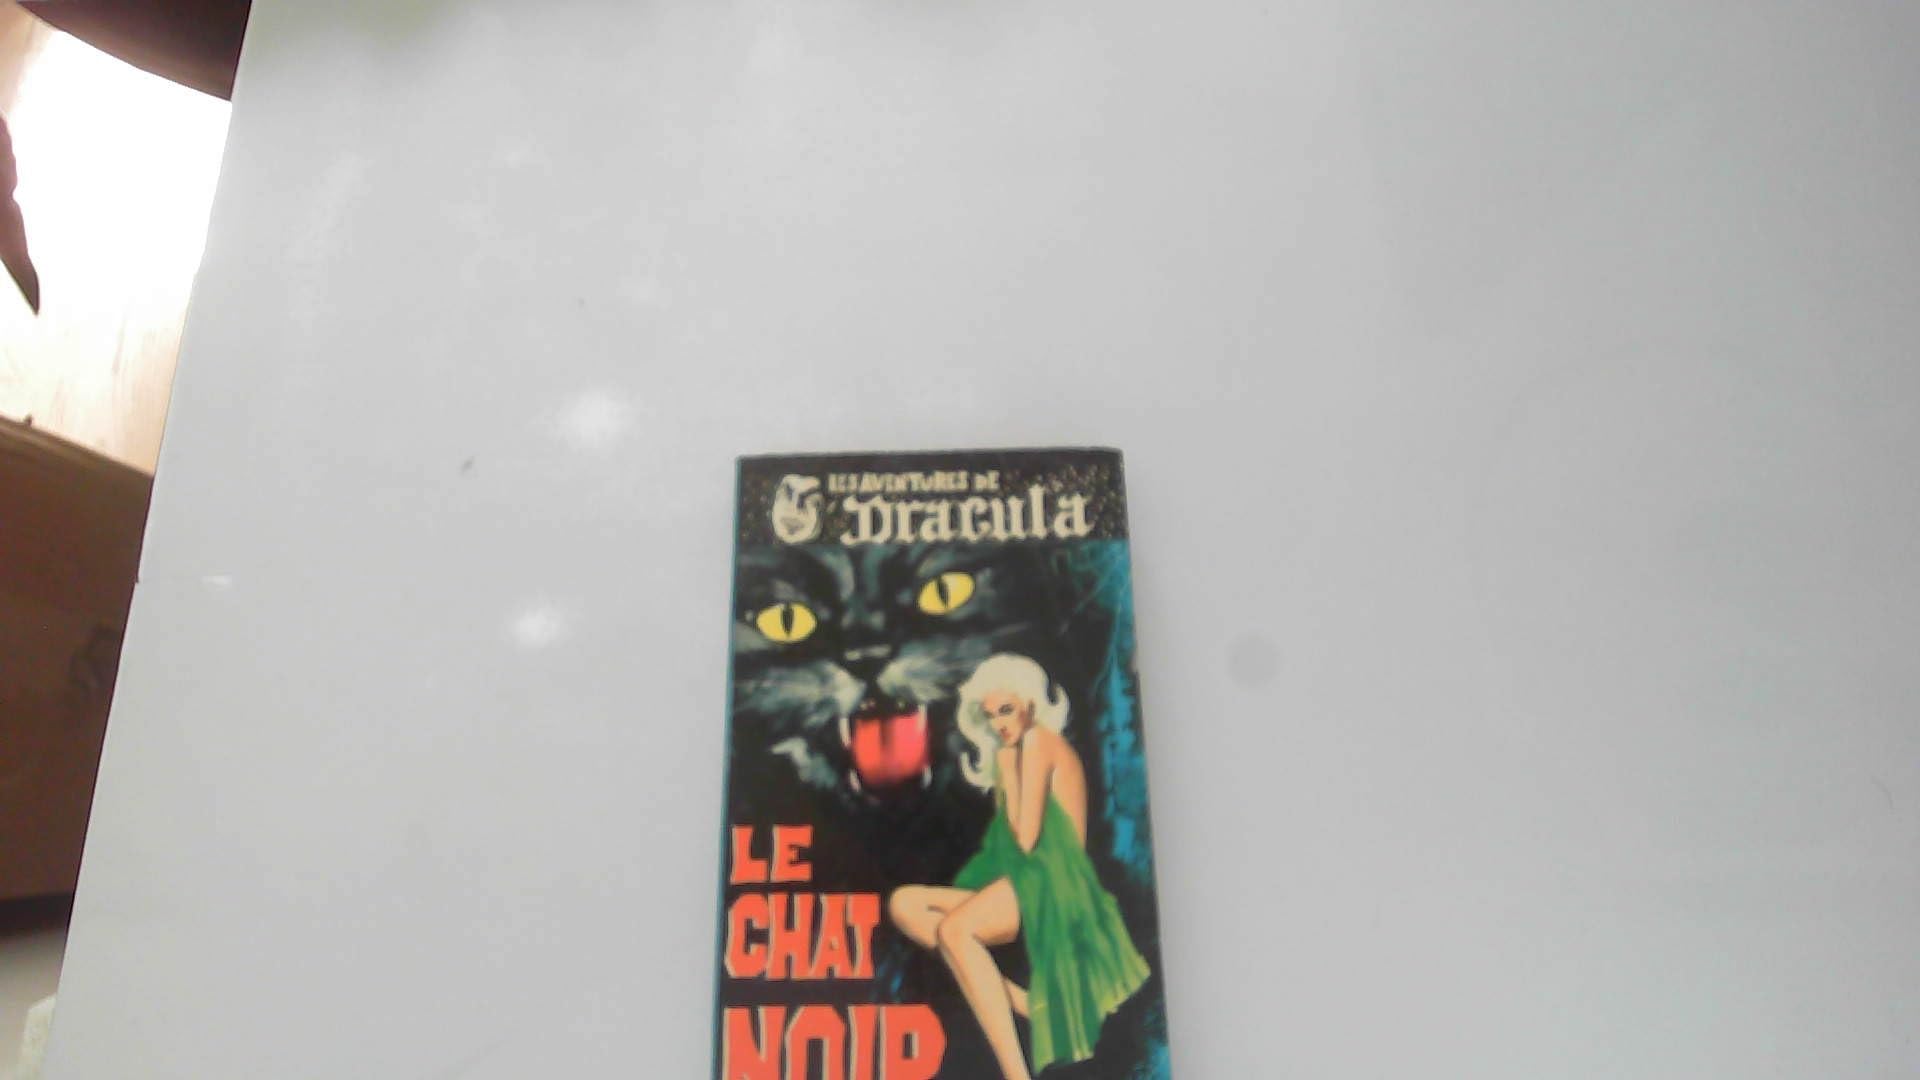 LES AVENTURES DE
Dracula
LE
CHAT
NOIR